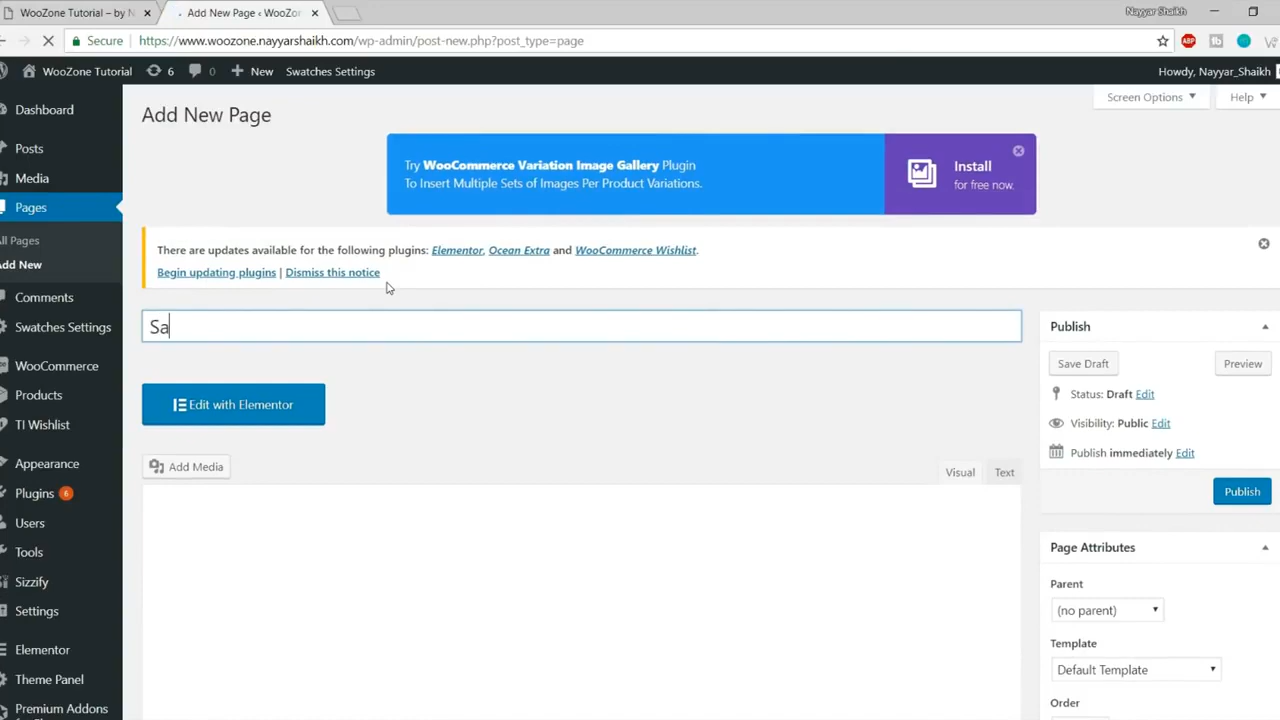 WooZone Tutorial – by N
Add New Page ‹ WooZon
Nayyar Shaikh
Secure
https://www.woozone.nayyarshaikh.com/wp-admin/post-new.php?post_type=page
ABP
WooZone Tutorial
6
0
New
Swatches Settings
Howdy, Nayyar_Shaikh
Dashboard
Posts
Media
Pages
All Pages
Add New
Comments
Swatches Settings
WooCommerce
Products
TI Wishlist
Appearance
Plugins 6
Users
Tools
Sizzify
Settings
Elementor
Theme Panel
Premium Addons
Screen Options
Help
Add New Page
Try WooCommerce Variation Image Gallery Plugin
To Insert Multiple Sets of Images Per Product Variations.
Install
for free now.
There are updates available for the following plugins: Elementor, Ocean Extra and WooCommerce Wishlist.
Begin updating plugins | Dismiss this notice
Sa
Edit with Elementor
Add Media
Visual
Text
Publish
Save Draft
Preview
Status: Draft Edit
Visibility: Public Edit
Publish immediately Edit
Publish
Page Attributes
Parent
(no parent)
Template
Default Template
Order